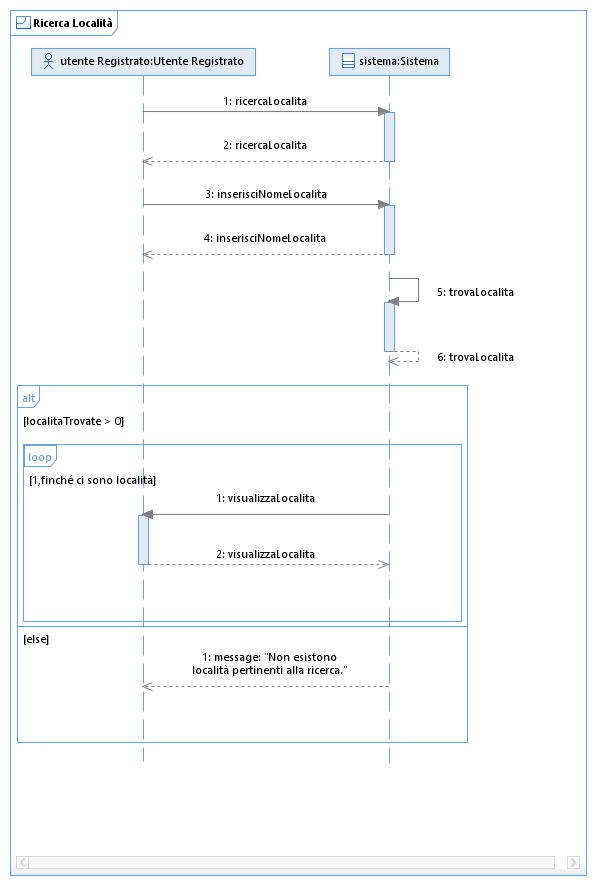 Ricerca Località
utente Registrato:Utente Registrato
sistema:Sistema
1: ricercaLocalita
2: ricercaLocalita
3: inserisciNomeLocalita
4: inserisciNomeLocalita
5: trovaLocalita
6: trovaLocalita
alt
[localitaTrovate > 0]
loop
[1,finché ci sono località]
1: visualizzaLocalita
2: visualizzaLocalita
[else]
1: message: "Non esistono
località pertinenti alla ricerca."